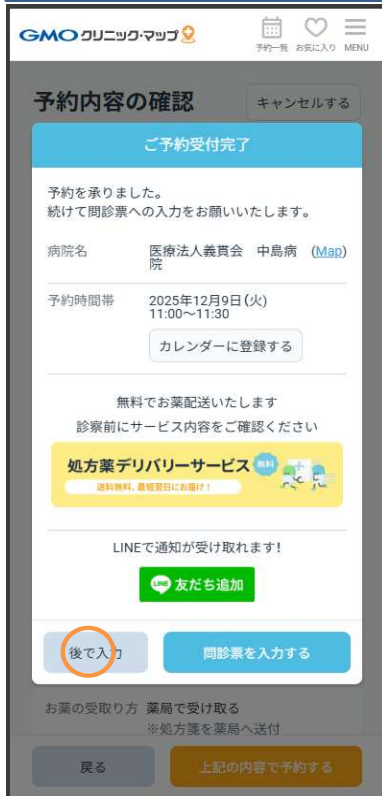 GMO クリニック・マップ
予約一覧 お気に入り MENU
予約内容の確認
キャンセルする
ご予約受付完了
予約を承りました。
続けて問診票への入力をお願いいたします。
病院名 医療法人義貫会 中島病院 (Map)
予約時間帯 2025年12月9日(火)
11:00～11:30
カレンダーに登録する
無料でお薬配送いたします
診察前にサービス内容をご確認ください
処方薬デリバリーサービス 無料
送料無料、最短翌日にお届け！
LINEで通知が受け取れます!
LINE 友だち追加
後で入力
問診票を入力する
お薬の受取り方 薬局で受け取る
※処方箋を薬局へ送付
戻る
上記の内容で予約する